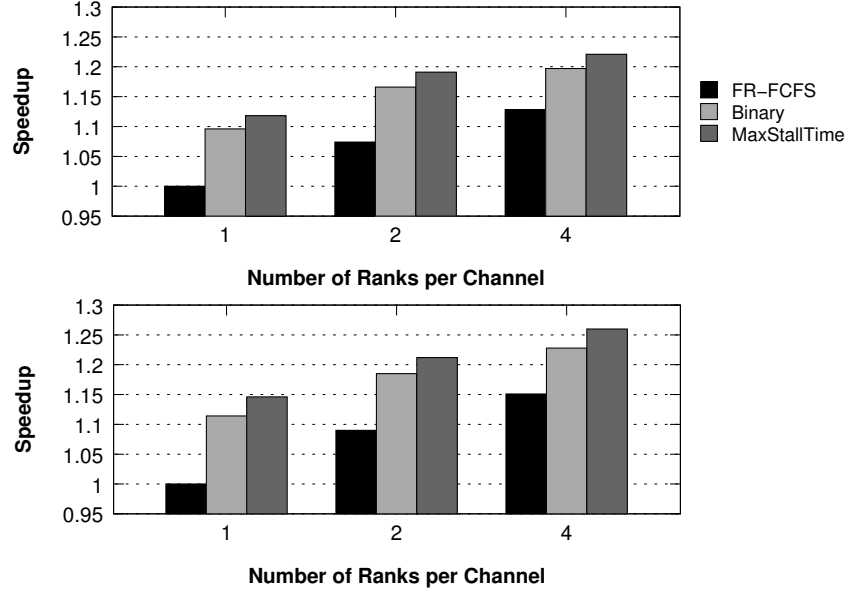 1.3
1.25
1.2
1.15
1.1
1.05
1
0.95
Speedup
1 2 4
Number of Ranks per Channel
FR−FCFS
Binary
MaxStallTime
1.3
1.25
1.2
1.15
1.1
1.05
1
0.95
Speedup
1 2 4
Number of Ranks per Channel